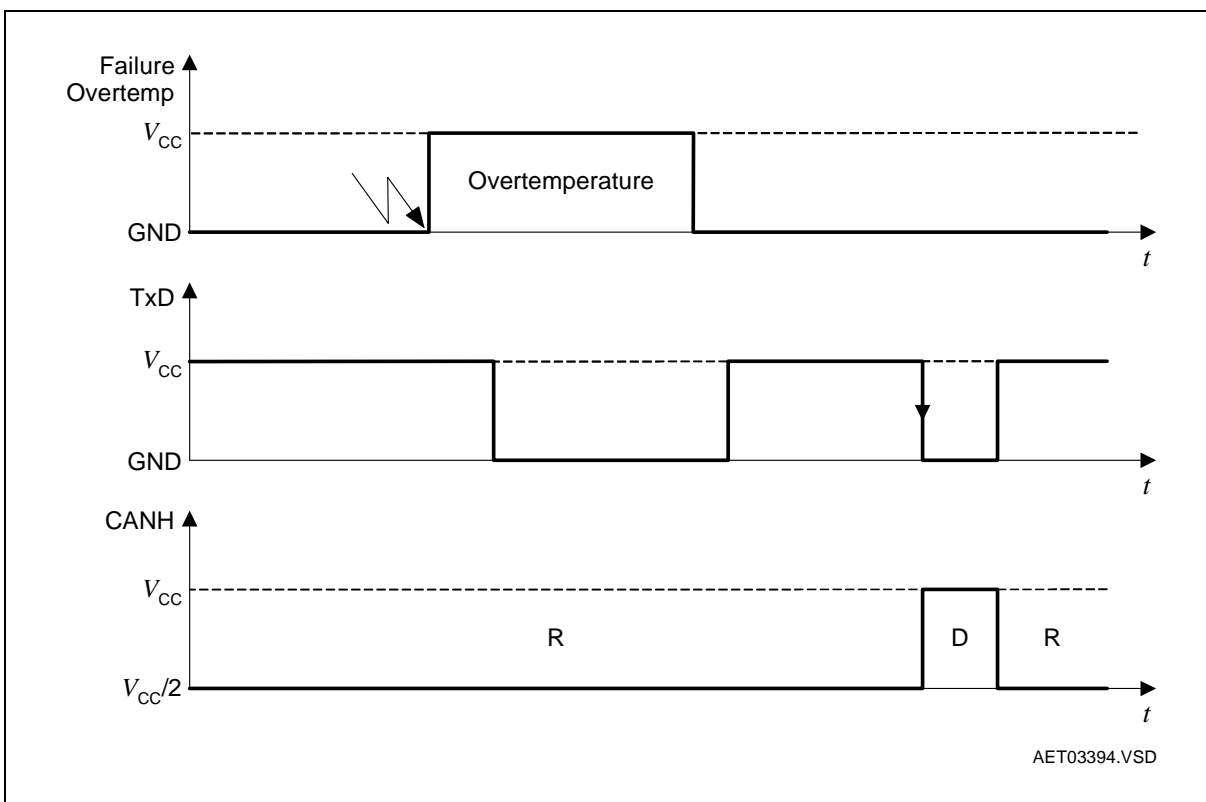 Failure
Overtemp
VCC
Overtemperature
GND
t
TxD
VCC
GND
t
CANH
VCC
R D R
VCC/2
t
AET03394.VSD